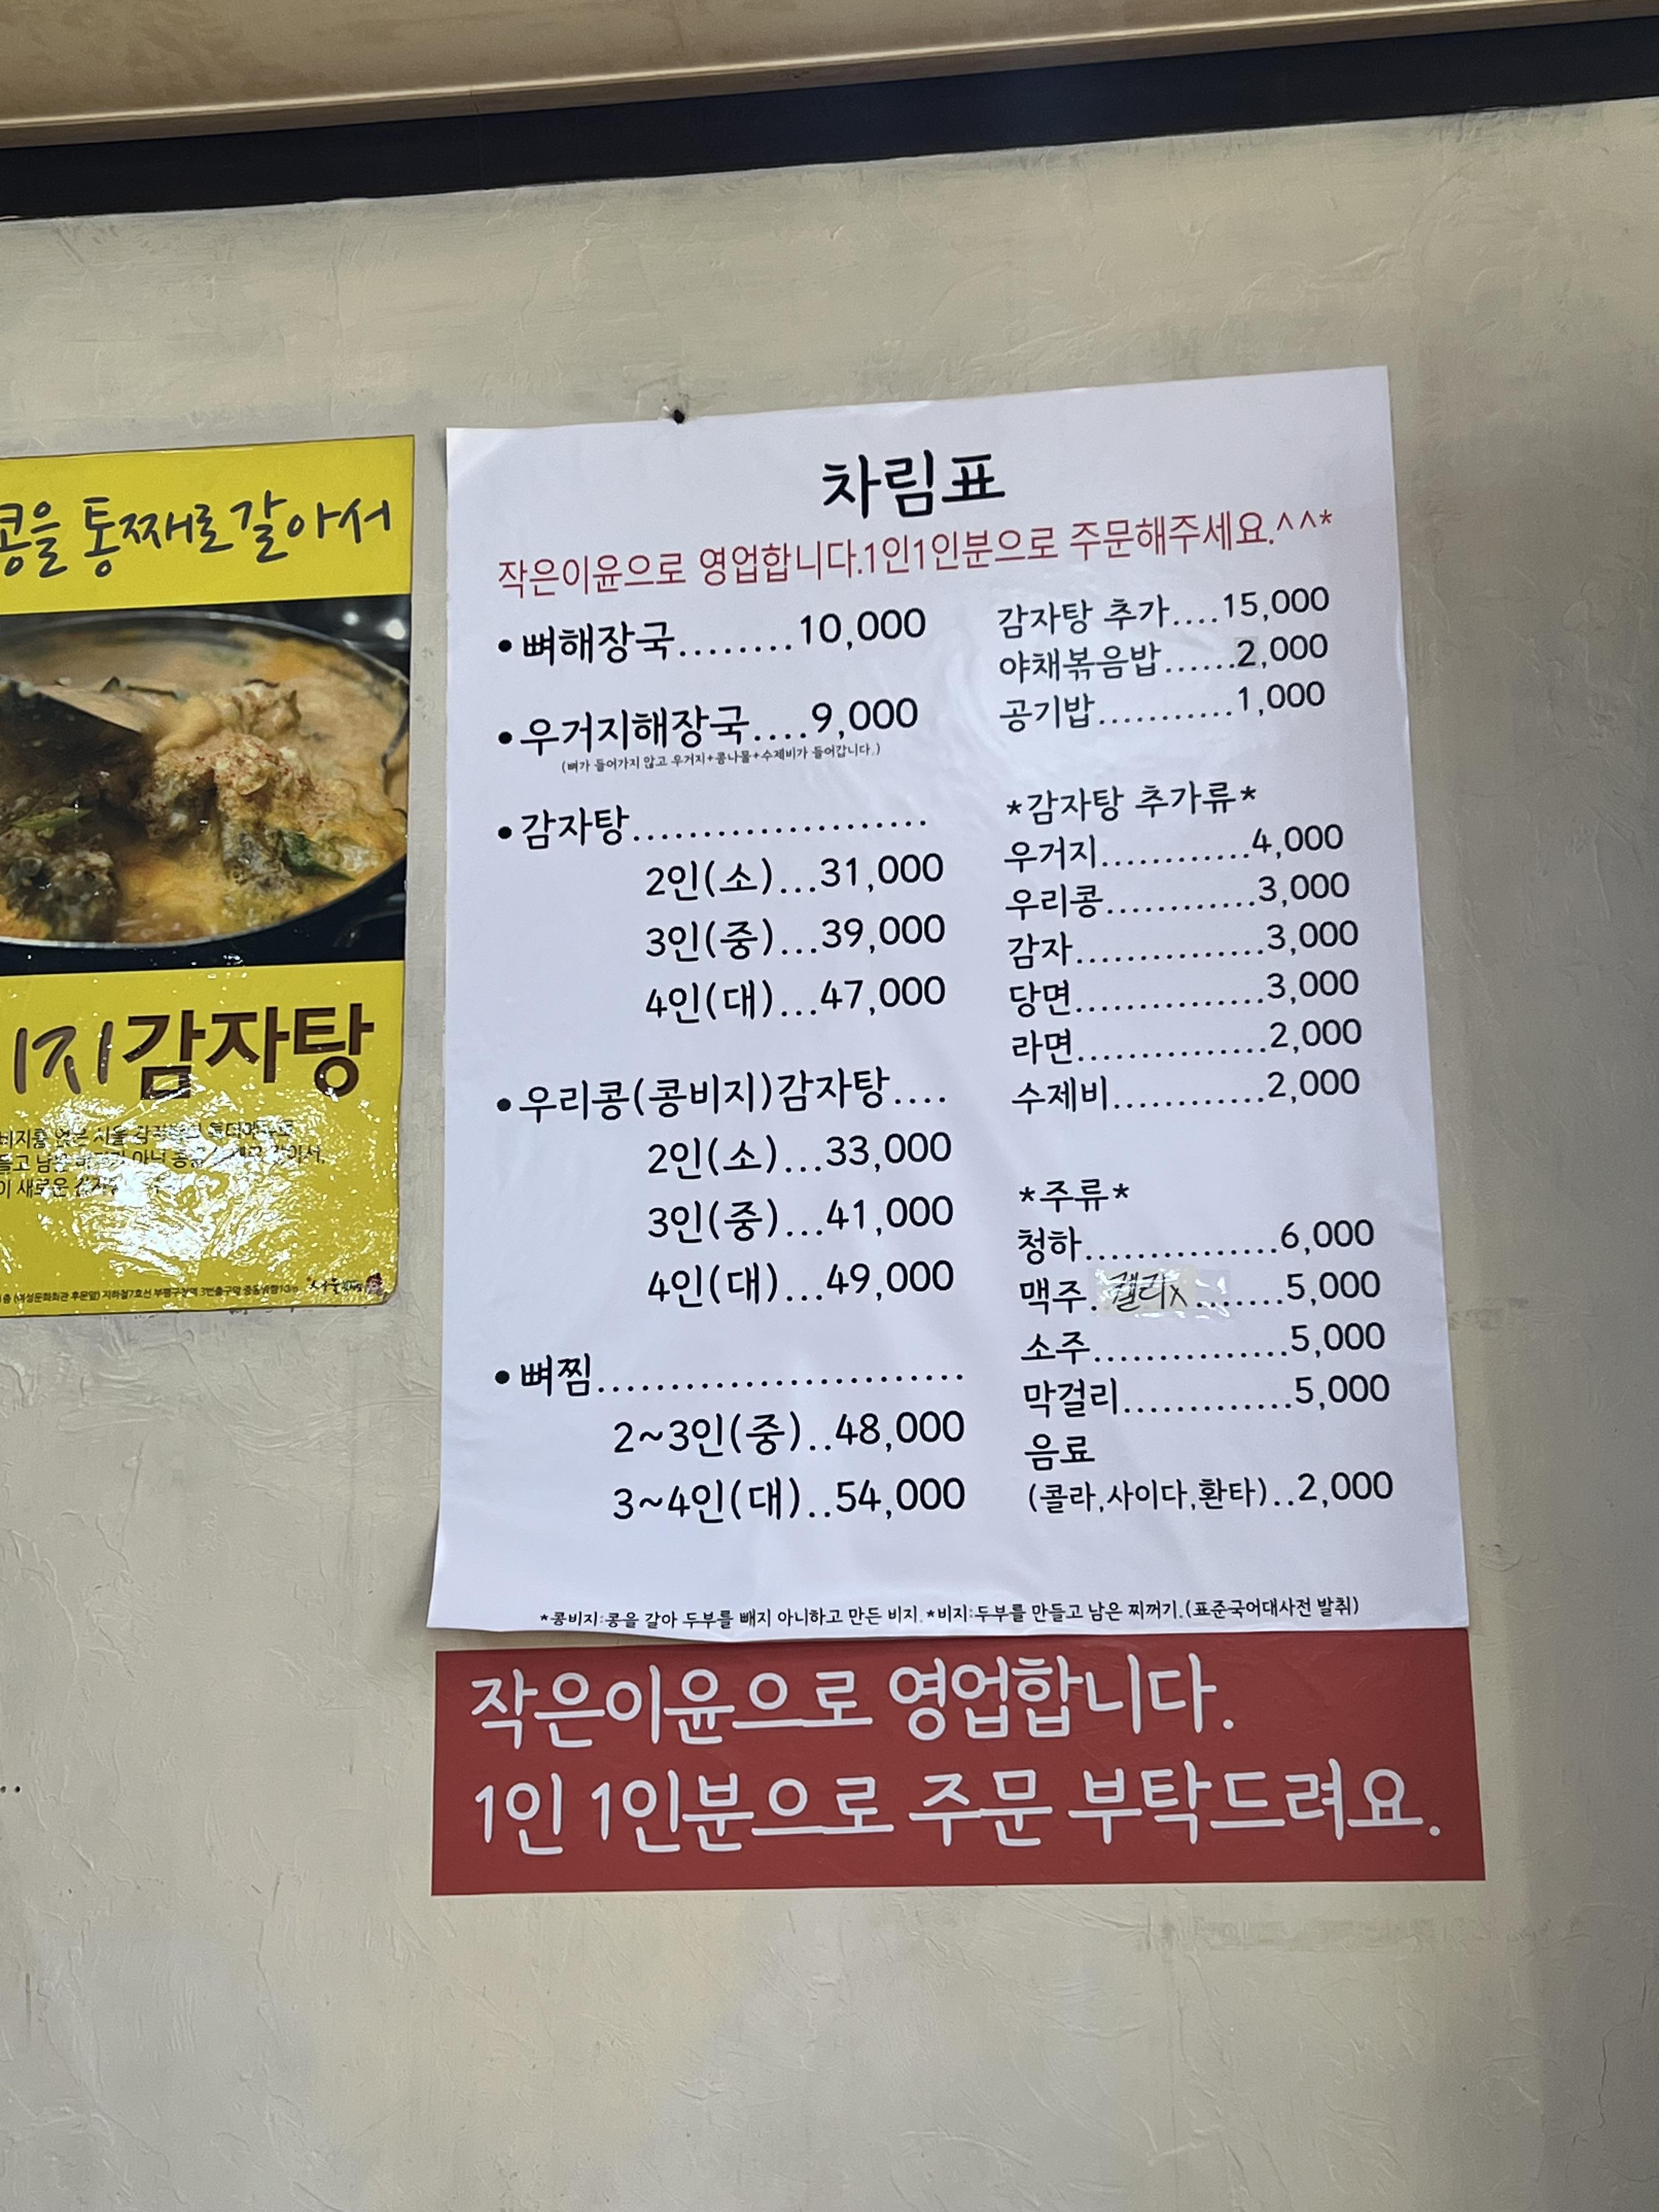 콩을 통째로 갈아서
지감자탕
차림표
작은이윤으로 영업합니다.1인1인분으로 주문해주세요.^^*
•뼈해장국........10,000
•우거지해장국....9,000
(뼈가 들어가지 않고 우거지+콩나물+수제비가 들어갑니다.)
•감자탕.....................
2인(소)...31,000
3인(중)...39,000
4인(대)...47,000
•우리콩(콩비지)감자탕....
2인(소)...33,000
3인(중)...41,000
4인(대)...49,000
•뼈찜..........................
2~3인(중)..48,000
3~4인(대)..54,000
감자탕 추가....15,000
야채볶음밥......2,000
공기밥...........1,000
*감자탕 추가류*
우거지............4,000
우리콩............3,000
감자...............3,000
당면...............3,000
라면...............2,000
수제비............2,000
*주류*
청하...............6,000
맥주. 켈리x.......5,000
소주...............5,000
막걸리.............5,000
음료
(콜라,사이다,환타)..2,000
*콩비지:콩을 갈아 두부를 빼지 아니하고 만든 비지.*비지:두부를 만들고 남은 찌꺼기.(표준국어대사전 발취)
작은이윤으로 영업합니다.
1인 1인분으로 주문 부탁드려요.